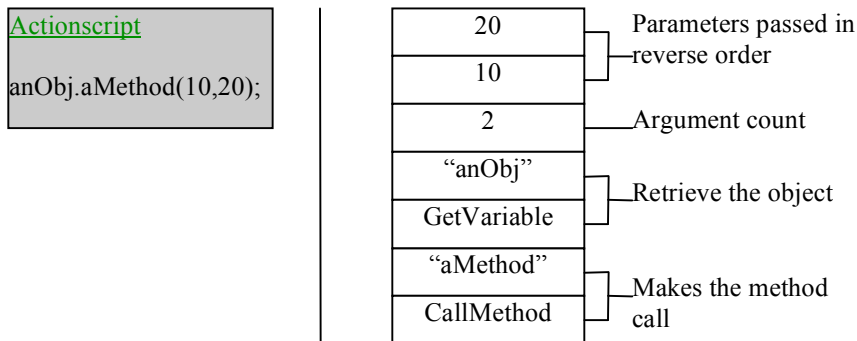 Actionscript
anObj.aMethod(10,20);
20
10
Parameters passed in
reverse order
2
Argument count
“anObj”
GetVariable
Retrieve the object
“aMethod”
CallMethod
Makes the method
call